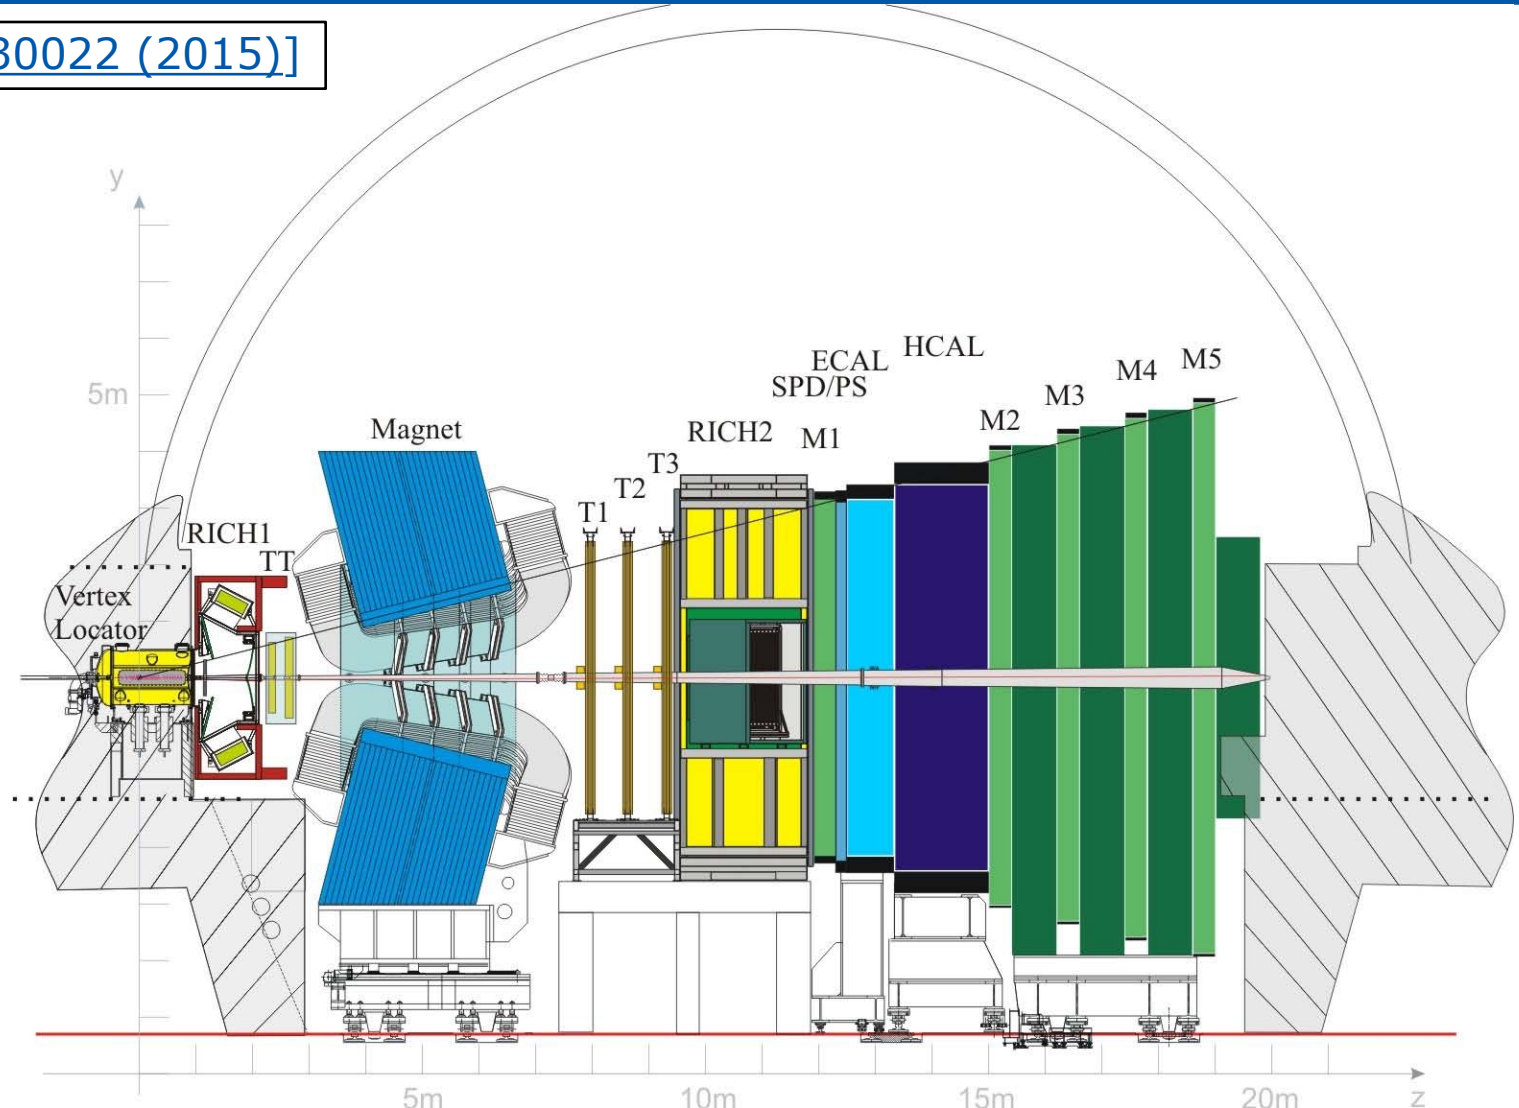 30022 (2015)]
y
5m
HCAL
ECAL
SPD/PS
M5
M4
M3
M2
M1
Magnet
RICH2
T3
T2
T1
RICH1
TT
Vertex
Locator
5m
10m
15m
20m
z